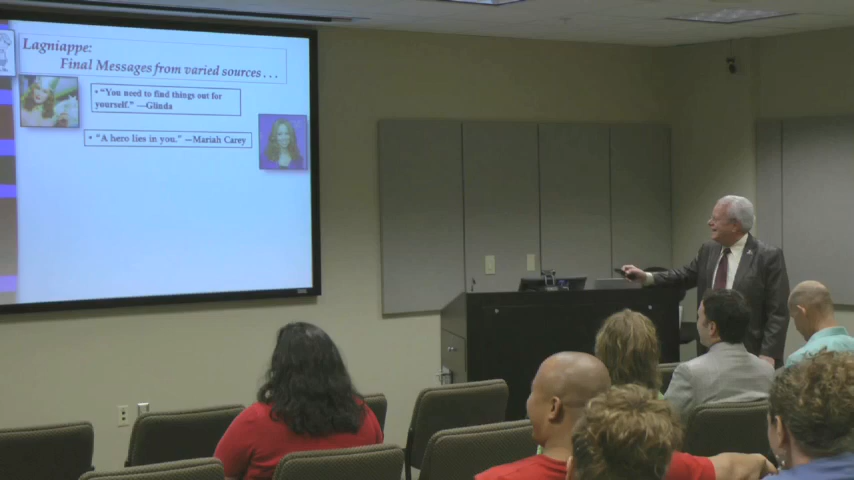 Lagniappe:
Final Messages from varied sources . . .
• “You need to find things out for
yourself.” —Glinda
• “A hero lies in you.” —Mariah Carey